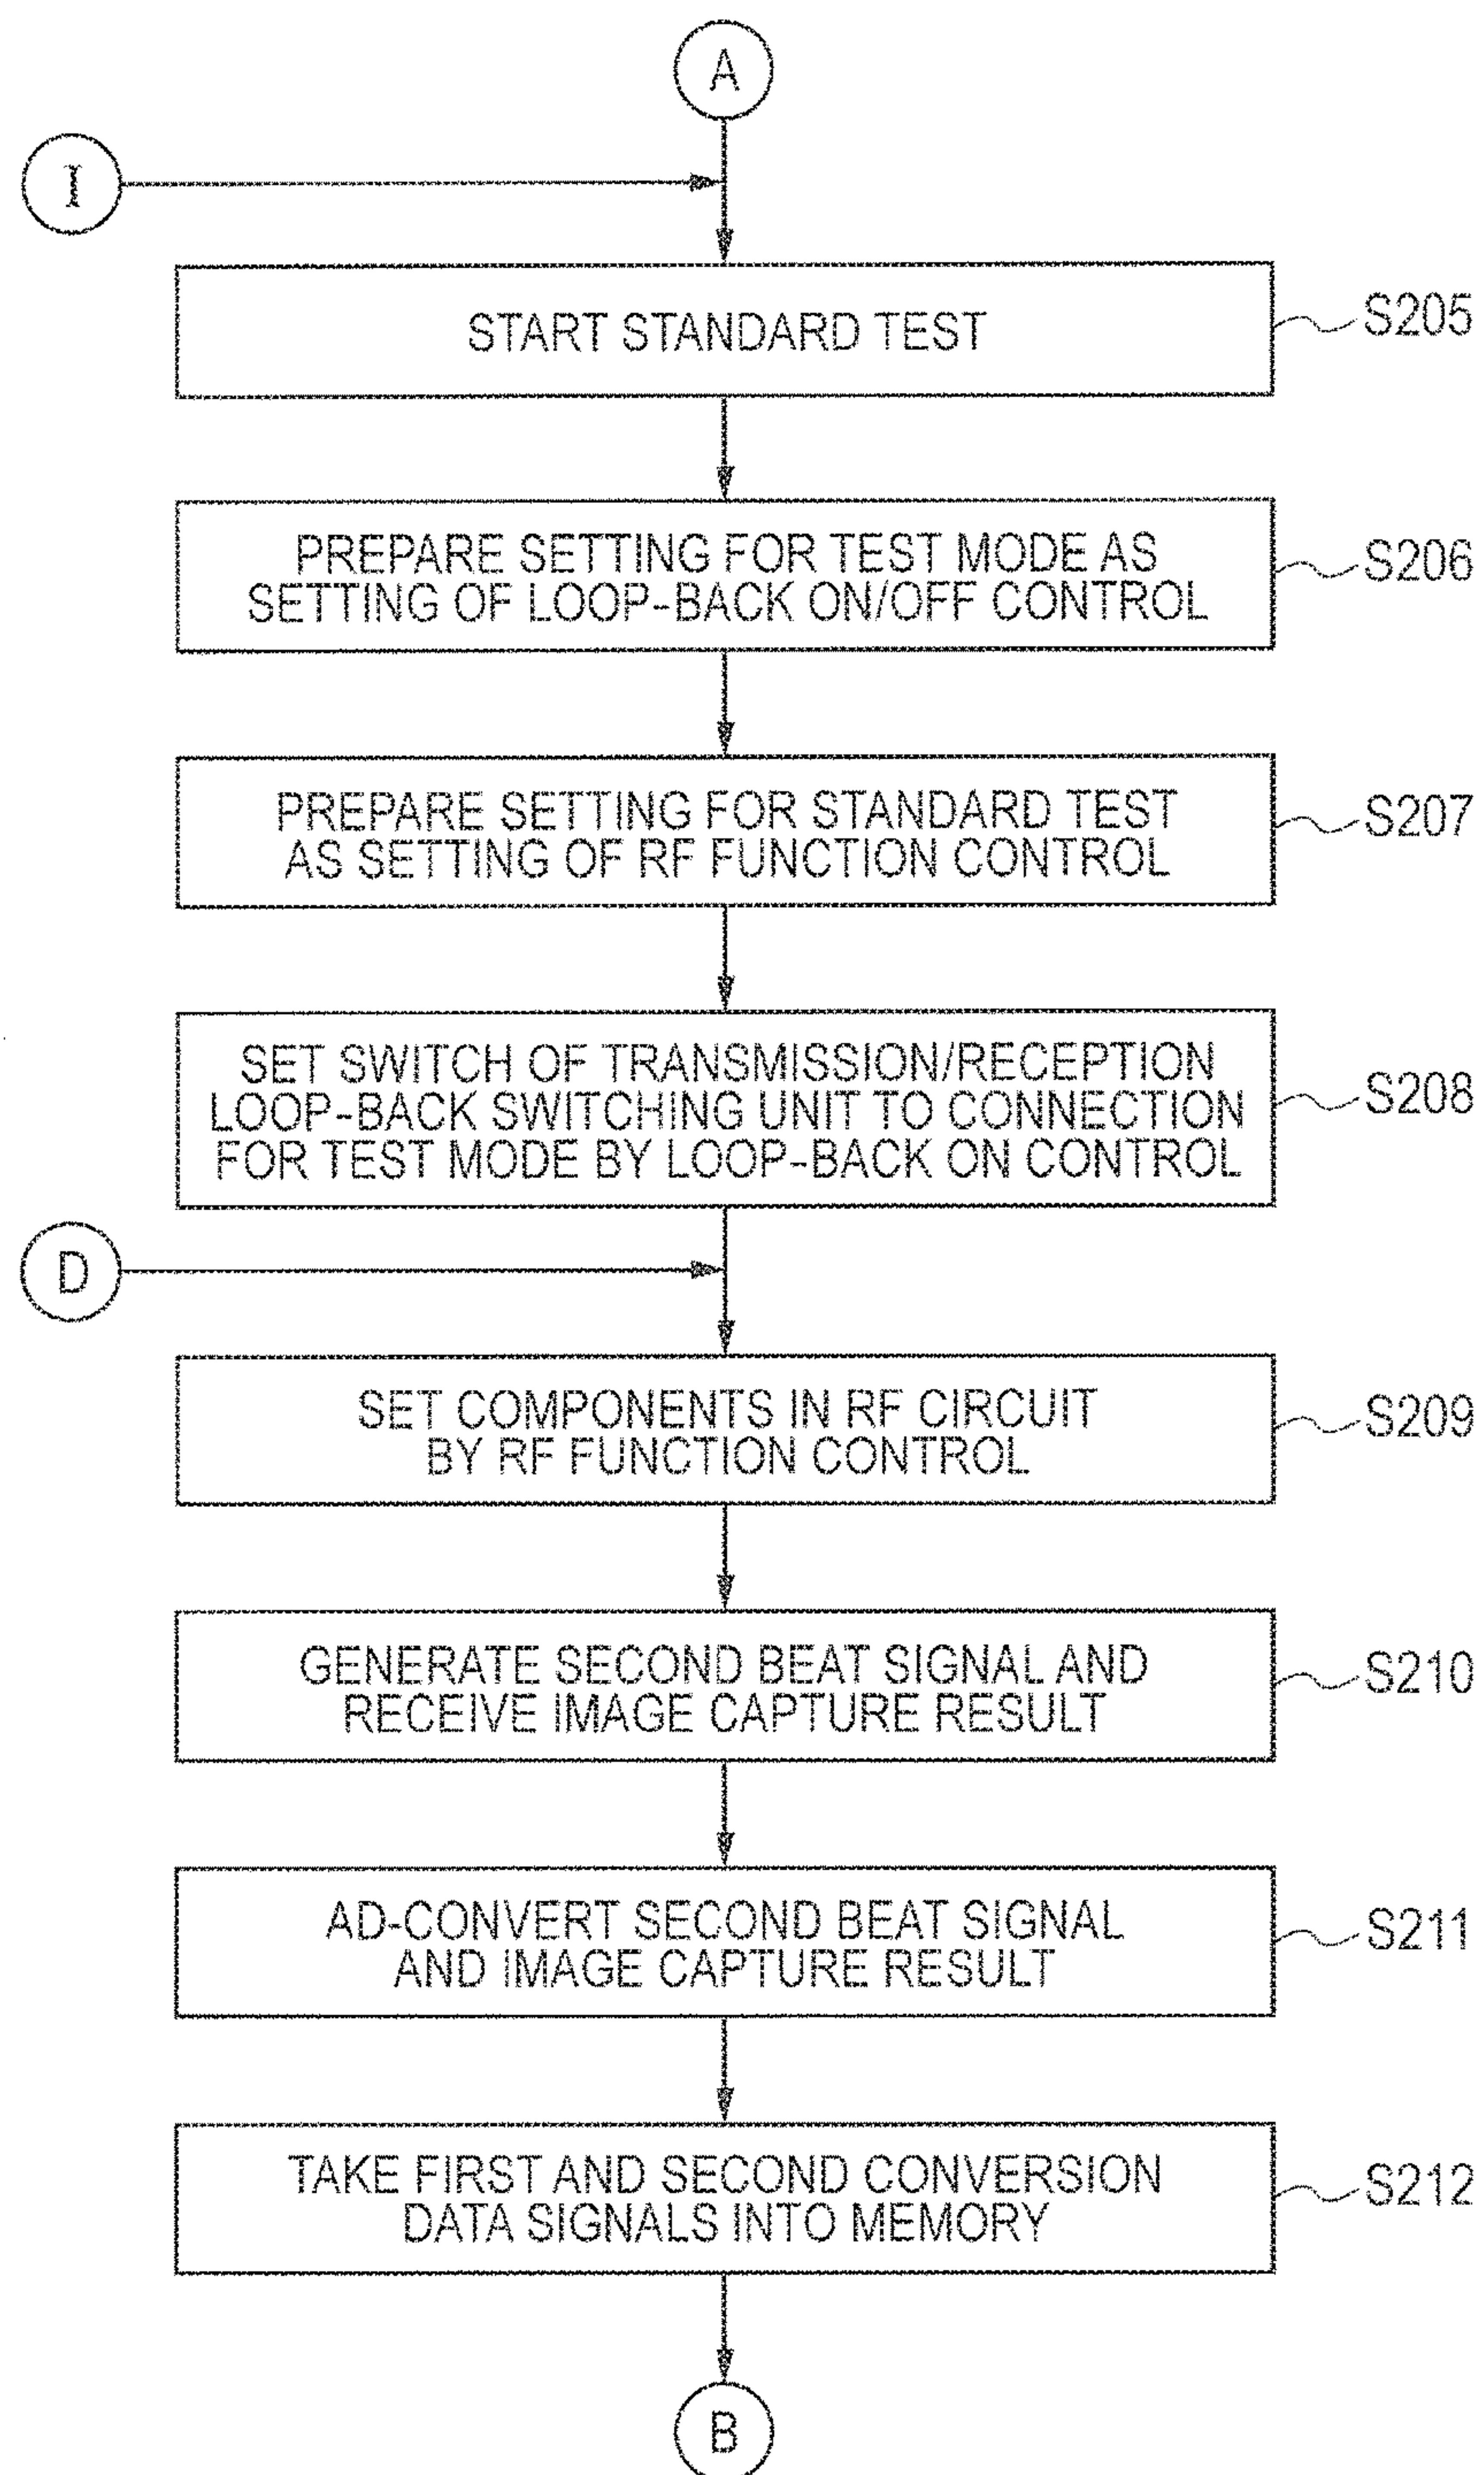 A
I
START STANDARD TEST
S205
PREPARE SETTING FOR TEST MODE AS
SETTING OF LOOP-BACK ON/OFF CONTROL
S206
PREPARE SETTING FOR STANDARD TEST
AS SETTING OF RF FUNCTION CONTROL
S207
SET SWITCH OF TRANSMISSION/RECEPTION
LOOP-BACK SWITCHING UNIT TO CONNECTION
FOR TEST MODE BY LOOP-BACK ON CONTROL
S208
D
SET COMPONENTS IN RF CIRCUIT
BY RF FUNCTION CONTROL
S209
GENERATE SECOND BEAT SIGNAL AND
RECEIVE IMAGE CAPTURE RESULT
S210
AD-CONVERT SECOND BEAT SIGNAL
AND IMAGE CAPTURE RESULT
S211
TAKE FIRST AND SECOND CONVERSION
DATA SIGNALS INTO MEMORY
S212
B